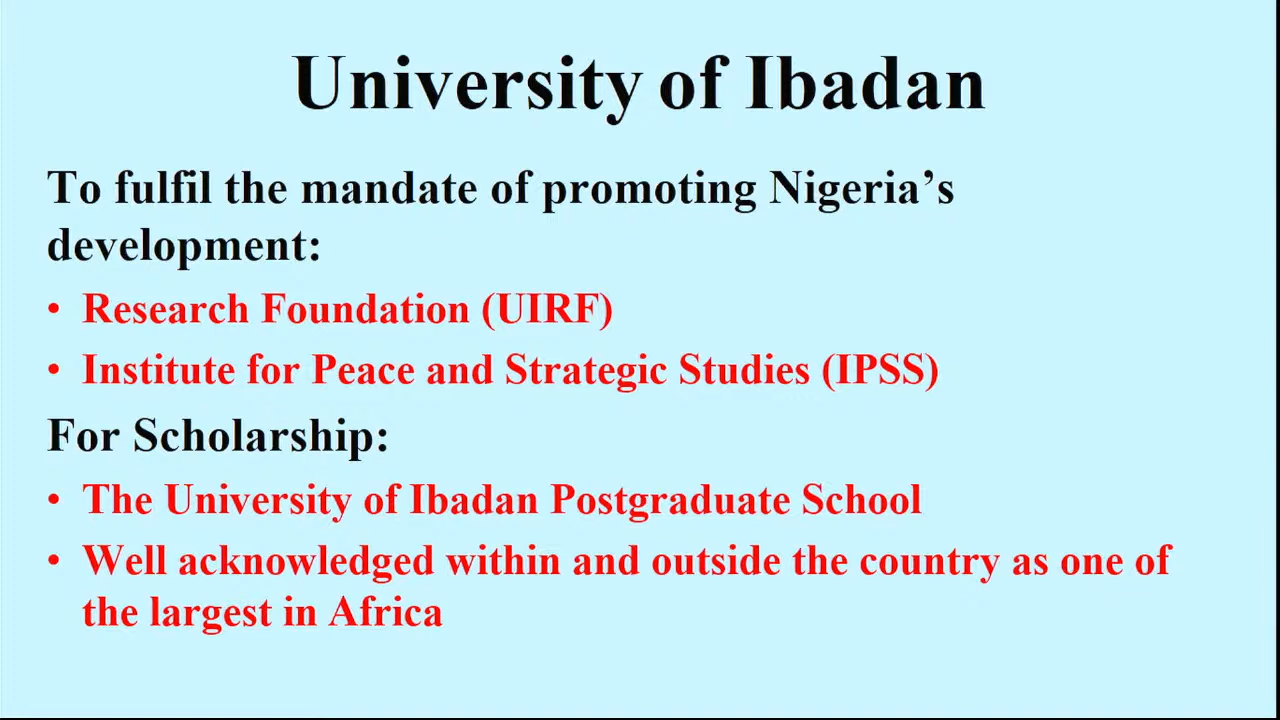 University of Ibadan
To fulfil the mandate of promoting Nigeria’s
development:
• Research Foundation (UIRF)
• Institute for Peace and Strategic Studies (IPSS)
For Scholarship:
• The University of Ibadan Postgraduate School
• Well acknowledged within and outside the country as one of
the largest in Africa